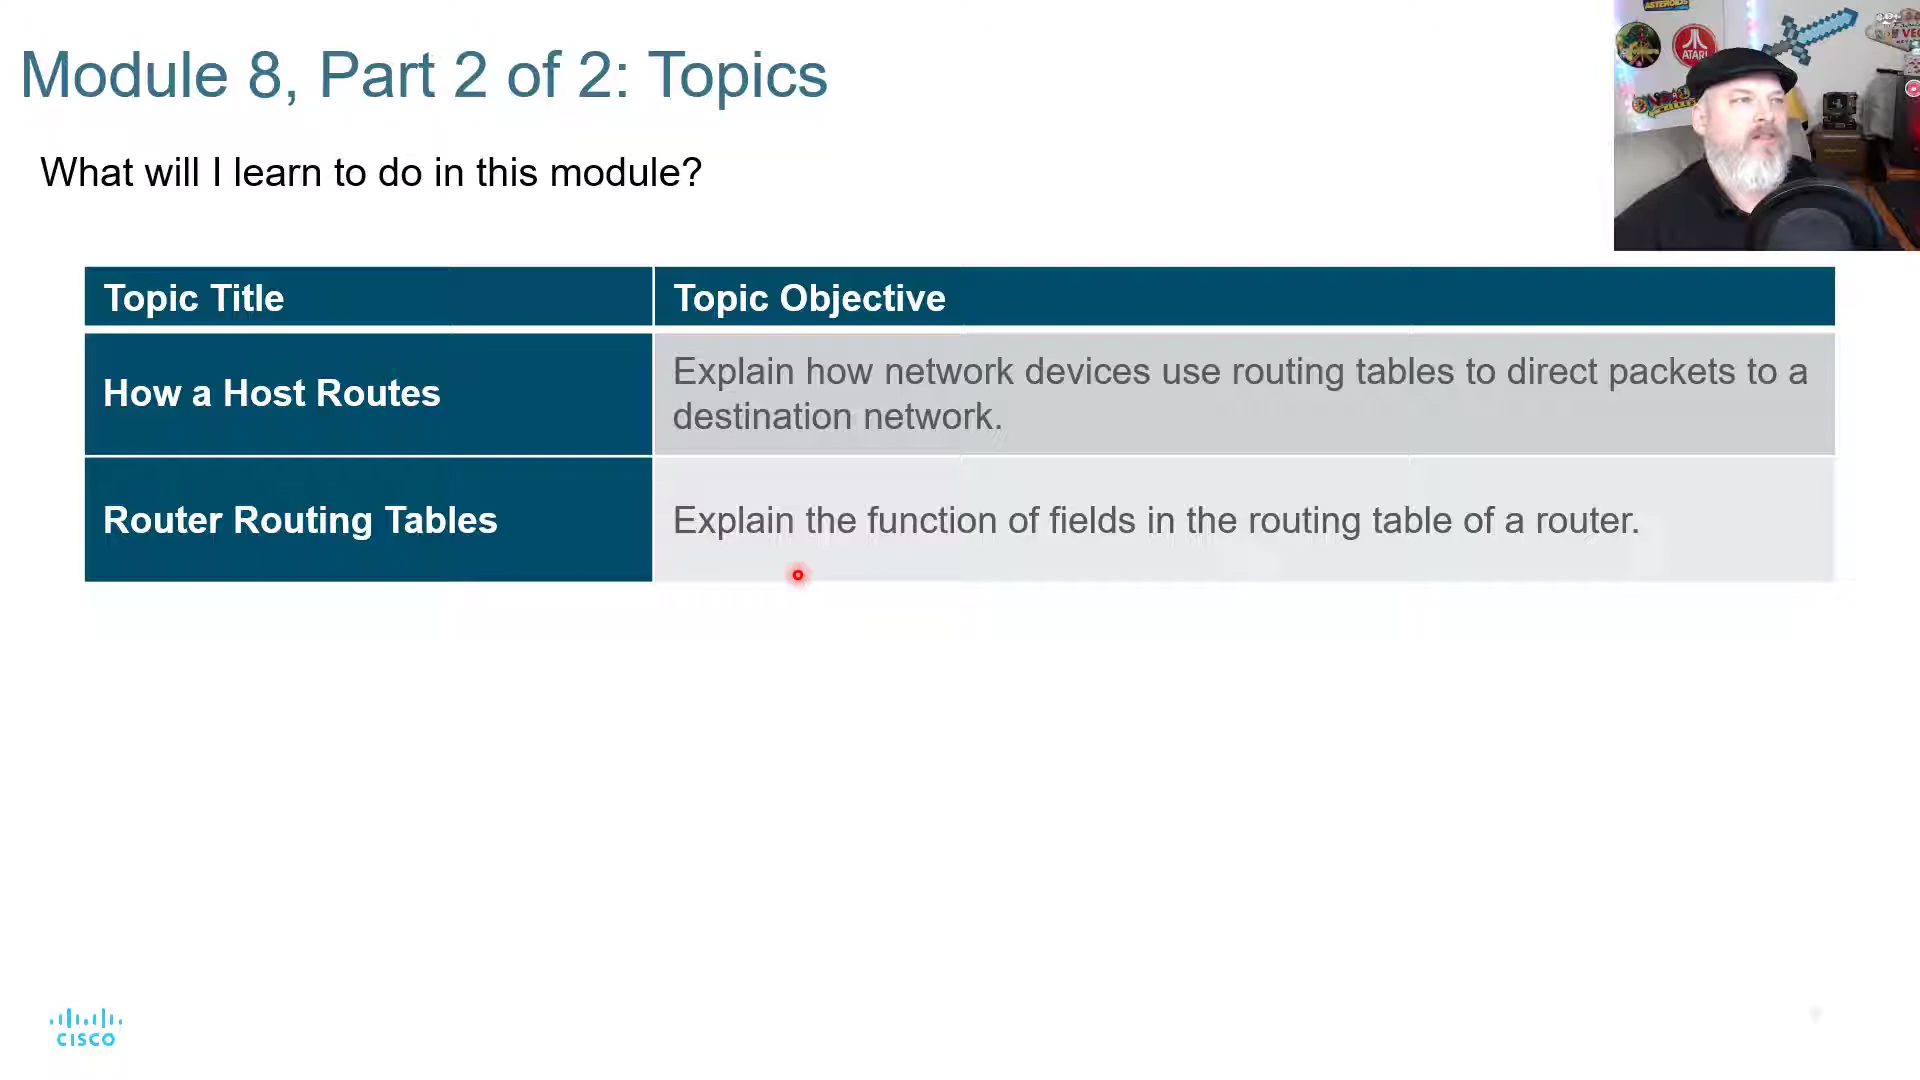 Module 8, Part 2 of 2: Topics
What will I learn to do in this module?
Topic Title
Topic Objective
How a Host Routes
Explain how network devices use routing tables to direct packets to a
destination network.
Router Routing Tables
Explain the function of fields in the routing table of a router.
CISCO
ASTEROIDS
ATARI